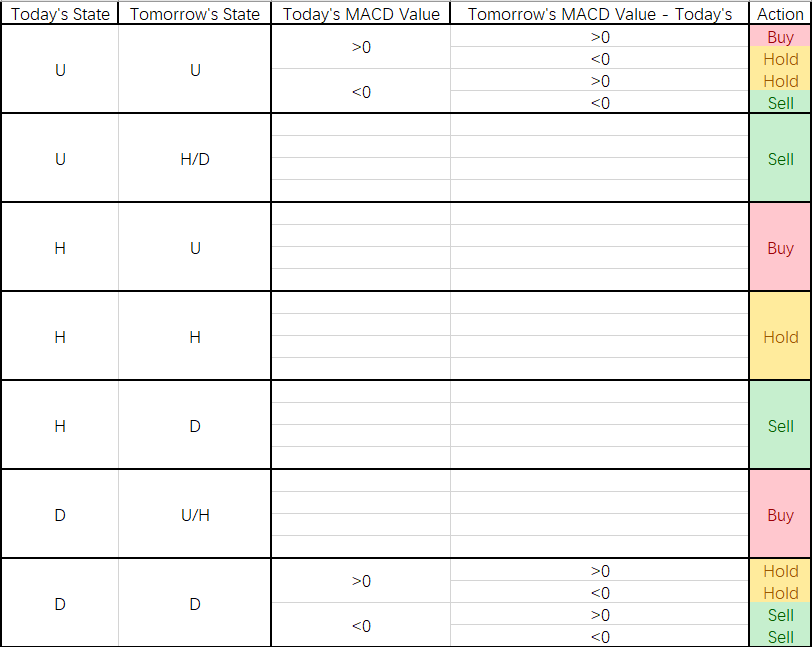 Today's State Tomorrow's State Today's MACD Value Tomorrow's MACD Value - Today's Action
U U >0 >0 Buy
<0 Hold
<0 >0 Hold
<0 Sell
U H/D Sell
H U Buy
H H Hold
H D Sell
D U/H Buy
D D >0 >0 Hold
<0 Hold
<0 >0 Sell
<0 Sell